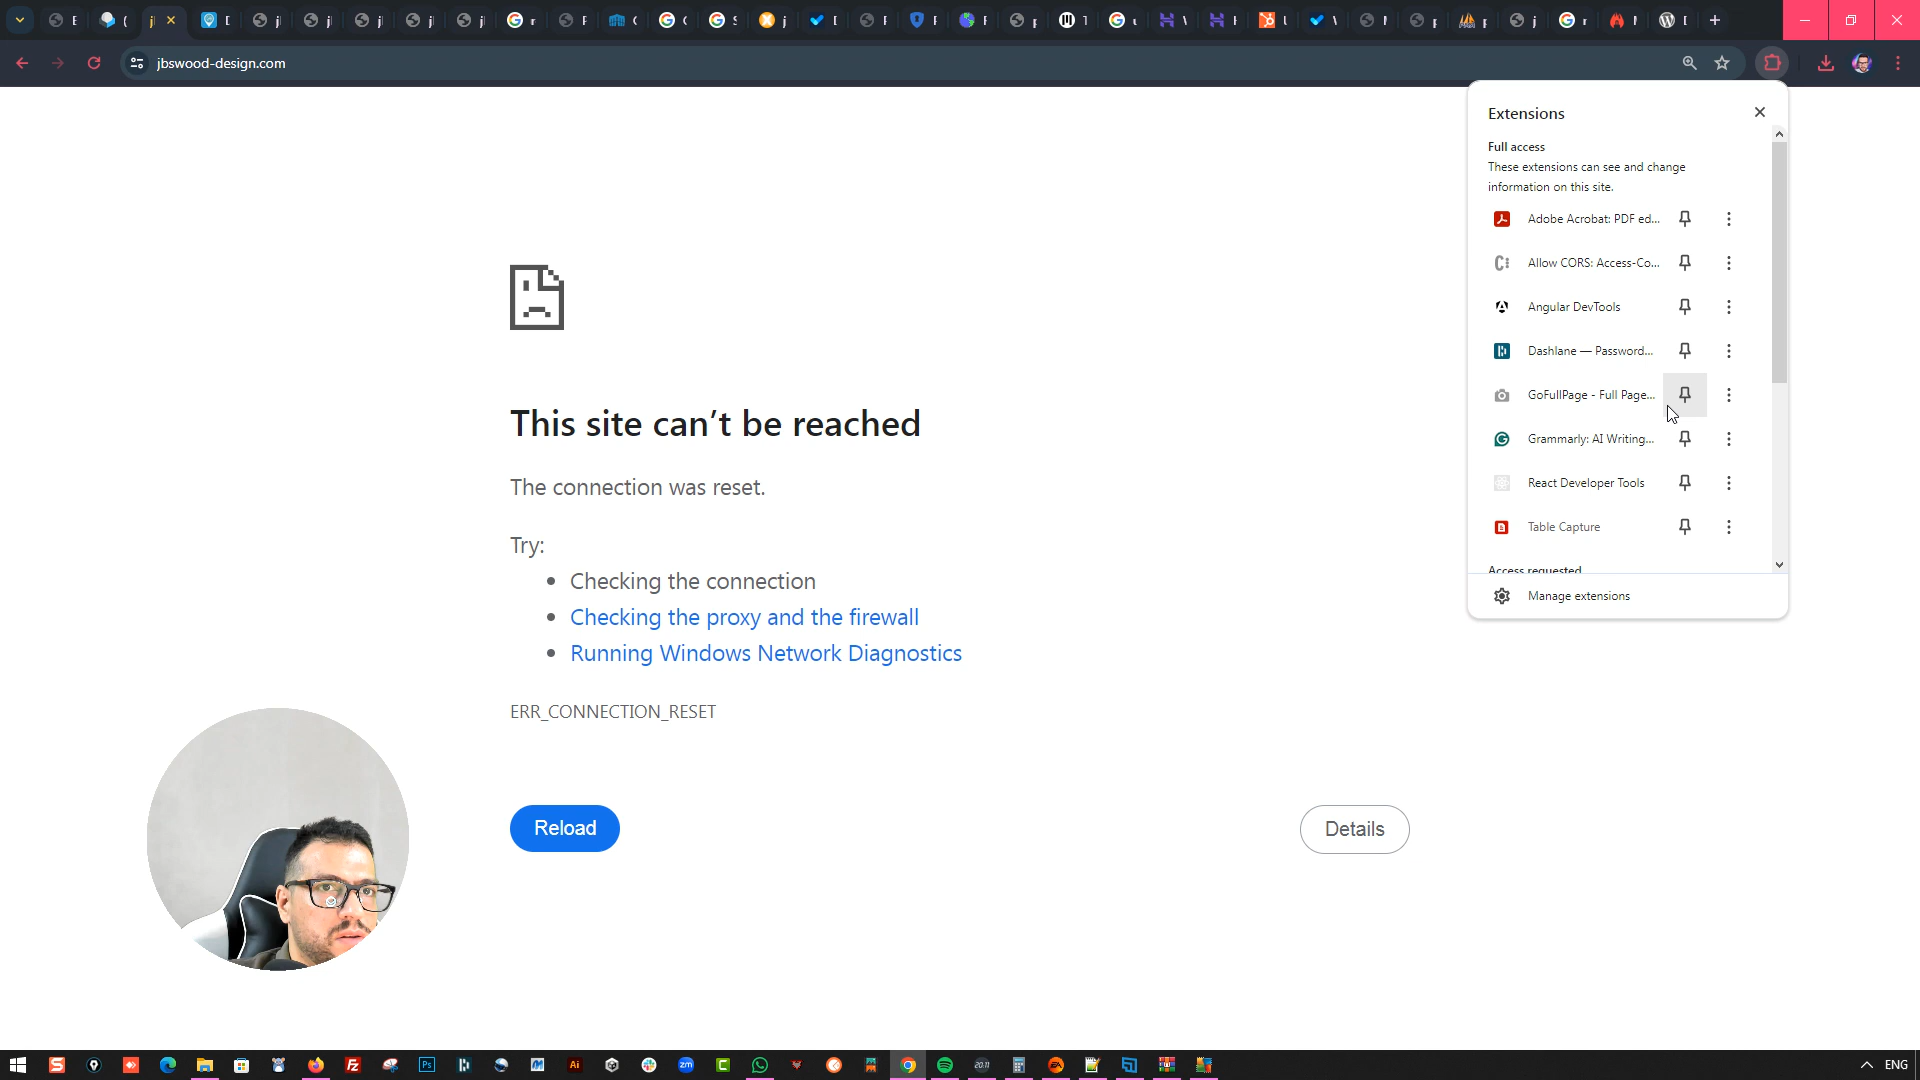 jbswood-design.com
Extensions
Full access
These extensions can see and change
information on this site.
Adobe Acrobat: PDF ed...
Allow CORS: Access-Co...
Angular DevTools
Dashlane — Password...
GoFullPage - Full Page...
Grammarly: AI Writing...
React Developer Tools
Table Capture
Access requested
Manage extensions
This site can’t be reached
The connection was reset.
Try:
Checking the connection
Checking the proxy and the firewall
Running Windows Network Diagnostics
ERR_CONNECTION_RESET
Reload
Details
ENG